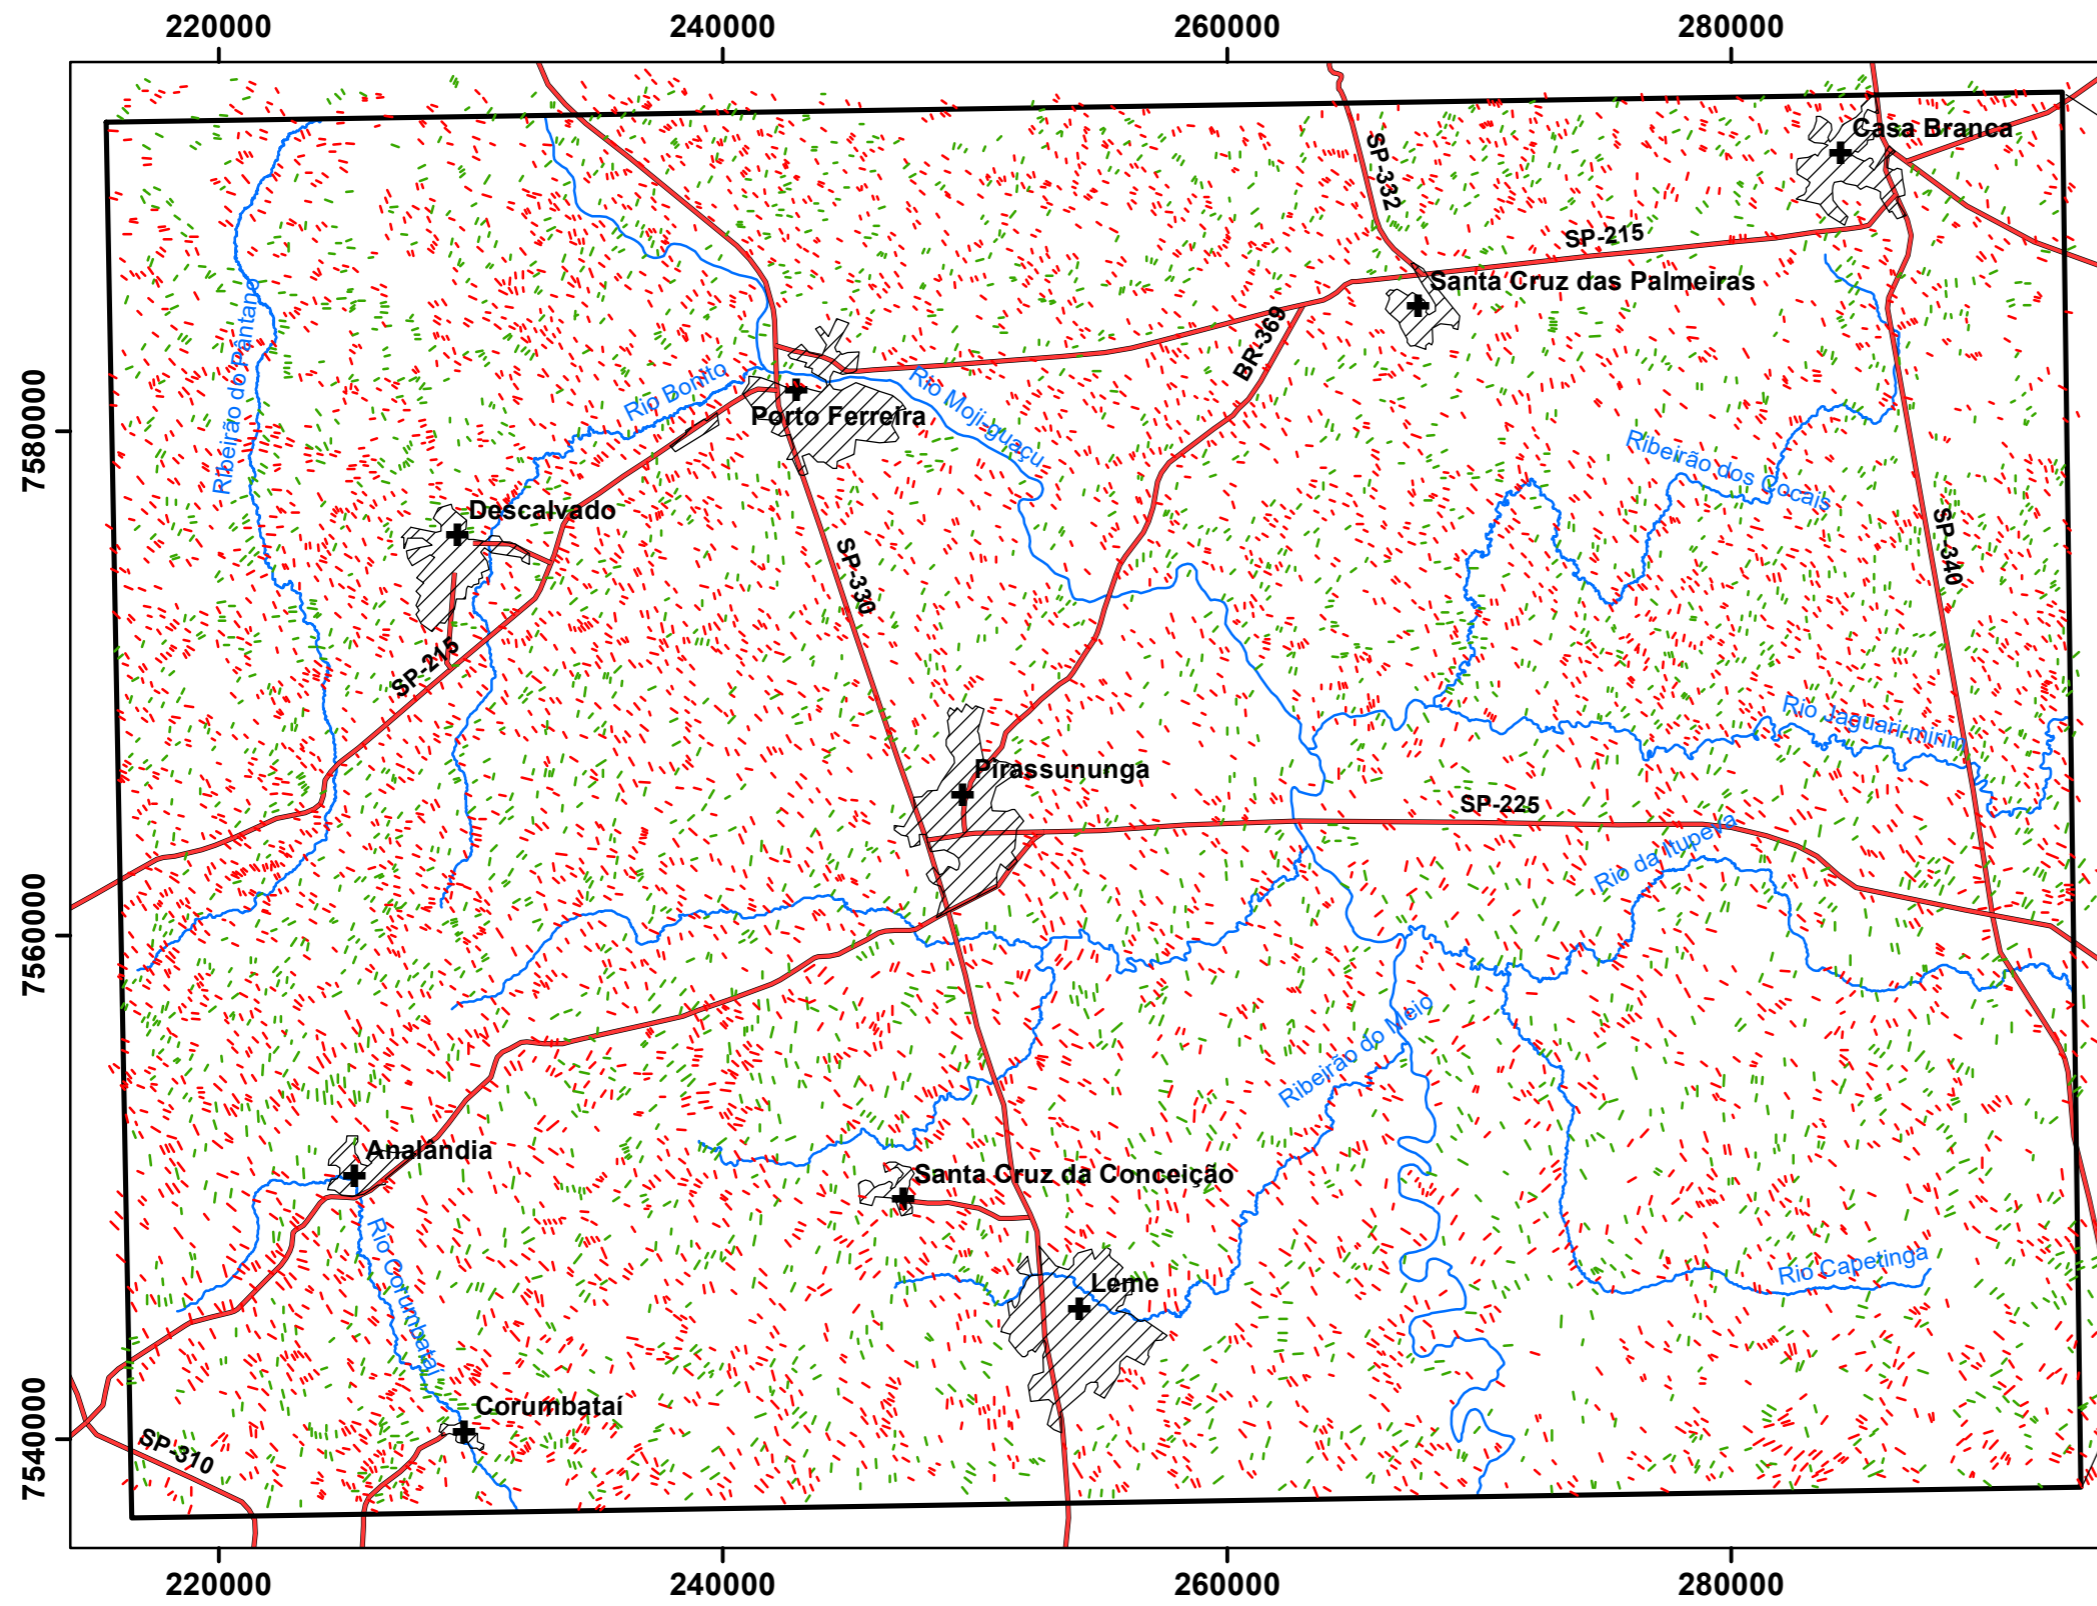 220000
240000
260000
280000
Casa Branca
SP-332
SP-215
Santa Cruz das Palmeiras
Ribeirão do Pântano
BR-369
Rio Bonito
Rio Moji-guaçu
7580000
Porto Ferreira
Ribeirão dos Cocais
Descalvado
SP-330
SP-340
SP-215
Rio Jaguari-mirim
Pirassununga
SP-225
Rio da Itupeva
7560000
Ribeirão do Meio
Analândia
Santa Cruz da Conceição
Rio Corumbataí
Rio Capetinga
Leme
Corumbataí
7540000
SP-310
220000
240000
260000
280000